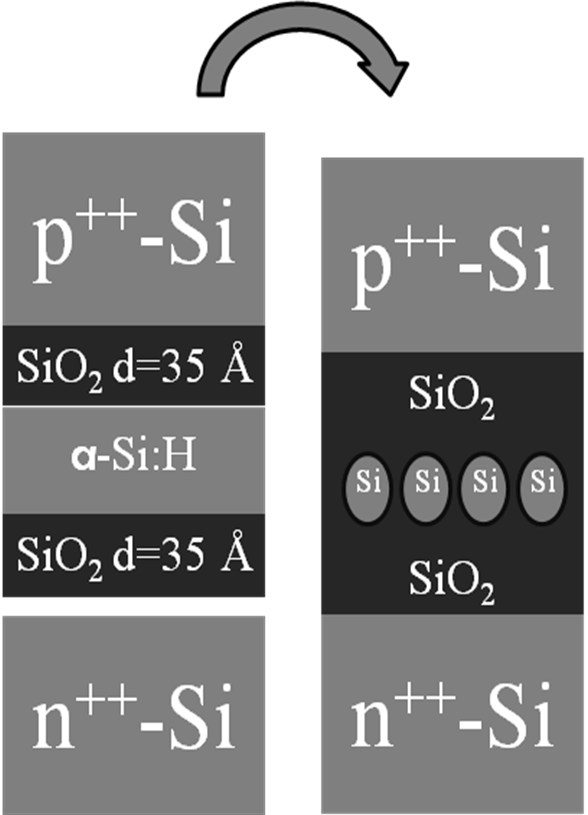 p⁺⁺-Si
SiO₂ d=35 Å
α-Si:H
SiO₂ d=35 Å
n⁺⁺-Si
p⁺⁺-Si
SiO₂
Si Si Si Si
SiO₂
n⁺⁺-Si